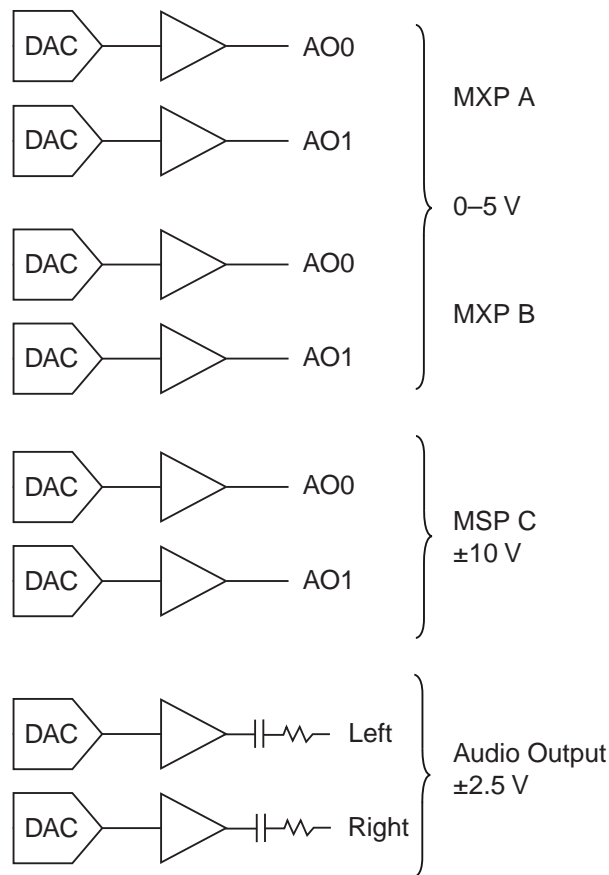 DAC AO0
MXP A
DAC AO1
0–5 V
DAC AO0
MXP B
DAC AO1
DAC AO0
MSP C
±10 V
DAC AO1
DAC Left
Audio Output
±2.5 V
DAC Right